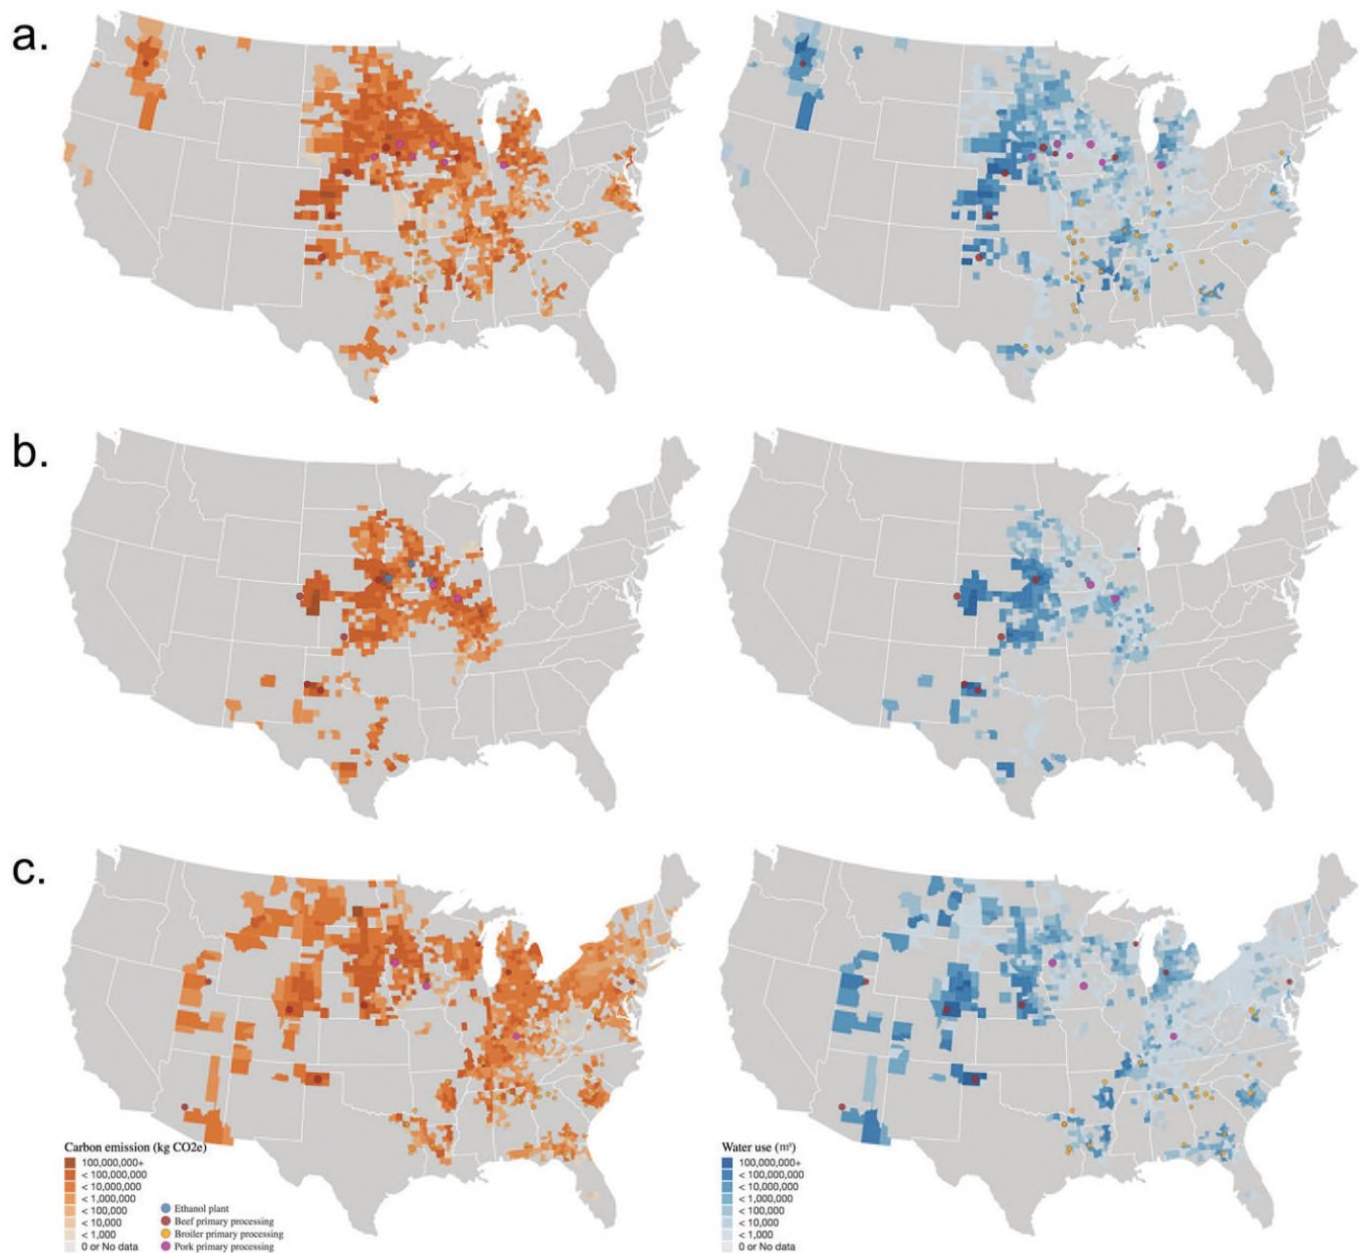 a.
b.
c.
Carbon emission (kg CO2e)
100,000,000+
< 100,000,000
< 10,000,000
< 1,000,000
< 100,000
< 10,000
< 1,000
0 or No data
Ethanol plant
Beef primary processing
Broiler primary processing
Pork primary processing
Water use (m³)
100,000,000+
< 100,000,000
< 10,000,000
< 1,000,000
< 100,000
< 10,000
< 1,000
0 or No data